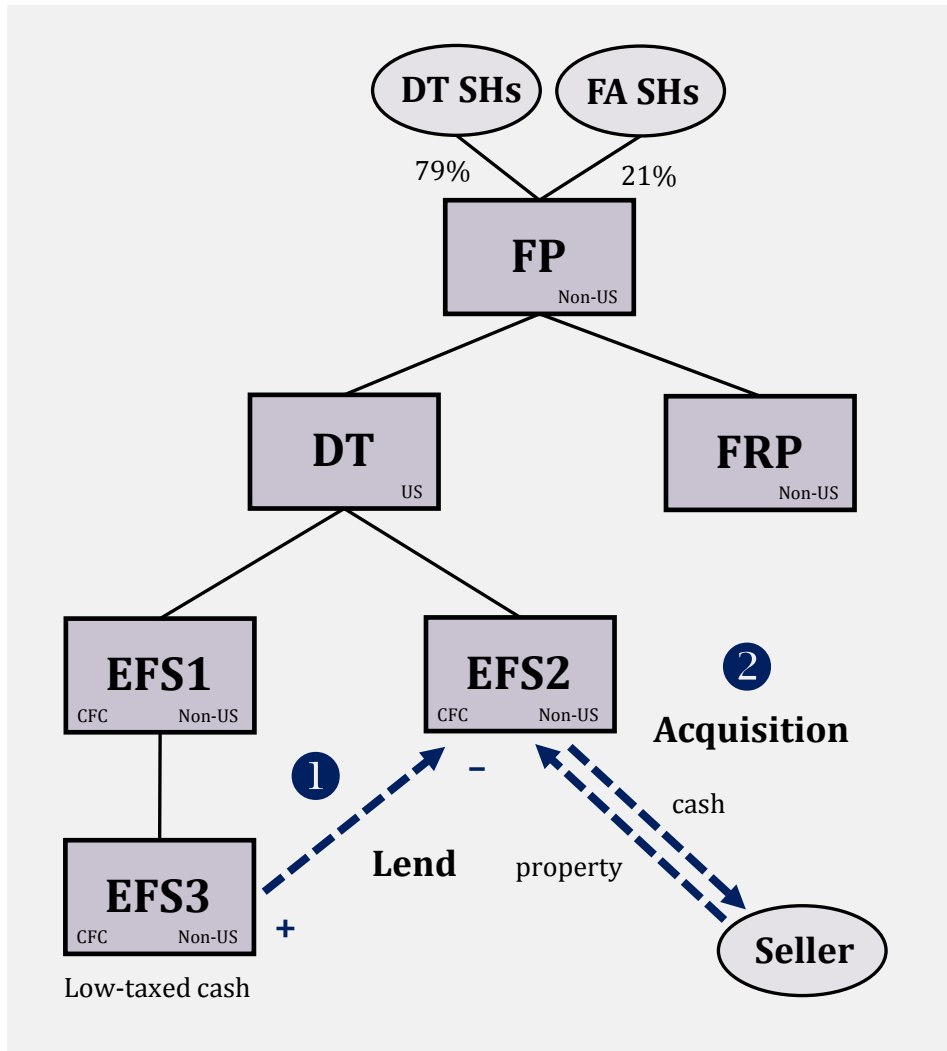 DT SHs
FA SHs
79%
21%
FP
Non-US
DT
US
FRP
Non-US
EFS1
CFC
Non-US
EFS2
CFC
Non-US
2
Acquisition
1
–
cash
Lend
property
EFS3
CFC
Non-US
+
Seller
Low-taxed cash